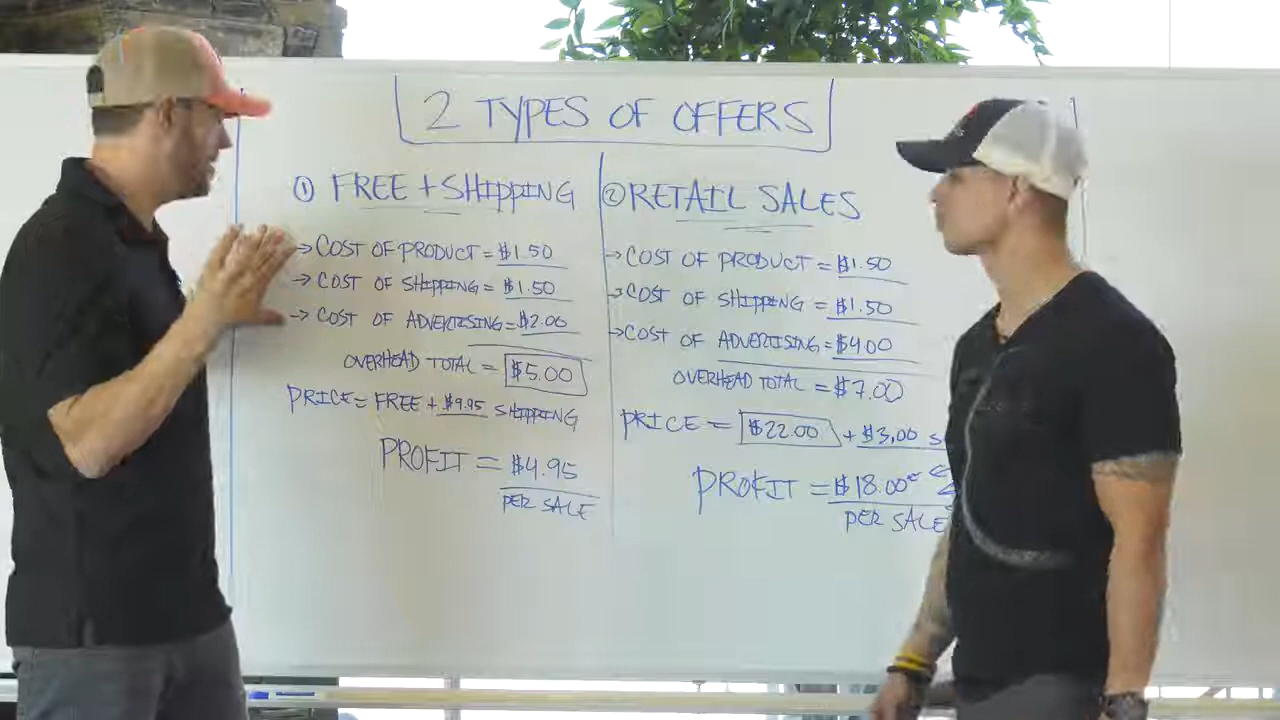 2 TYPES OF OFFERS
① FREE + SHIPPING
→ COST OF PRODUCT = $1.50
→ COST OF SHIPPING = $1.50
→ COST OF ADVERTISING = $2.00
OVERHEAD TOTAL = $5.00
PRICE = FREE + $9.95 SHIPPING
PROFIT = $4.95
PER SALE
② RETAIL SALES
→ COST OF PRODUCT = $1.50
→ COST OF SHIPPING = $1.50
→ COST OF ADVERTISING = $4.00
OVERHEAD TOTAL = $7.00
PRICE = $22.00 + $3.00 S
PROFIT = $18.00
PER SALE